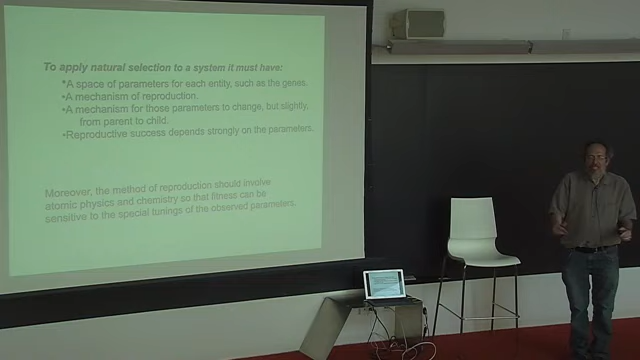 To apply natural selection to a system it must have:
•A space of parameters for each entity, such as the genes.
•A mechanism of reproduction.
•A mechanism for those parameters to change, but slightly,
from parent to child.
•Reproductive success depends strongly on the parameters.
Moreover, the method of reproduction should involve
atomic physics and chemistry so that fitness can be
sensitive to the special tunings of the observed parameters.